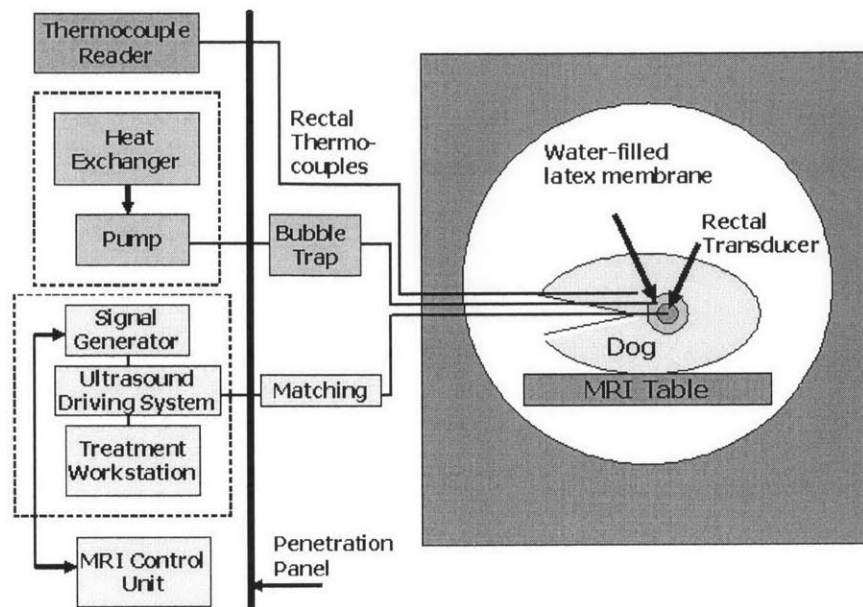 Thermocouple
Reader
Heat
Exchanger
Pump
Bubble
Trap
Rectal
Thermo-
couples
Signal
Generator
Ultrasound
Driving System
Treatment
Workstation
Matching
MRI Control
Unit
Penetration
Panel
Water-filled
latex membrane
Rectal
Transducer
Dog
MRI Table